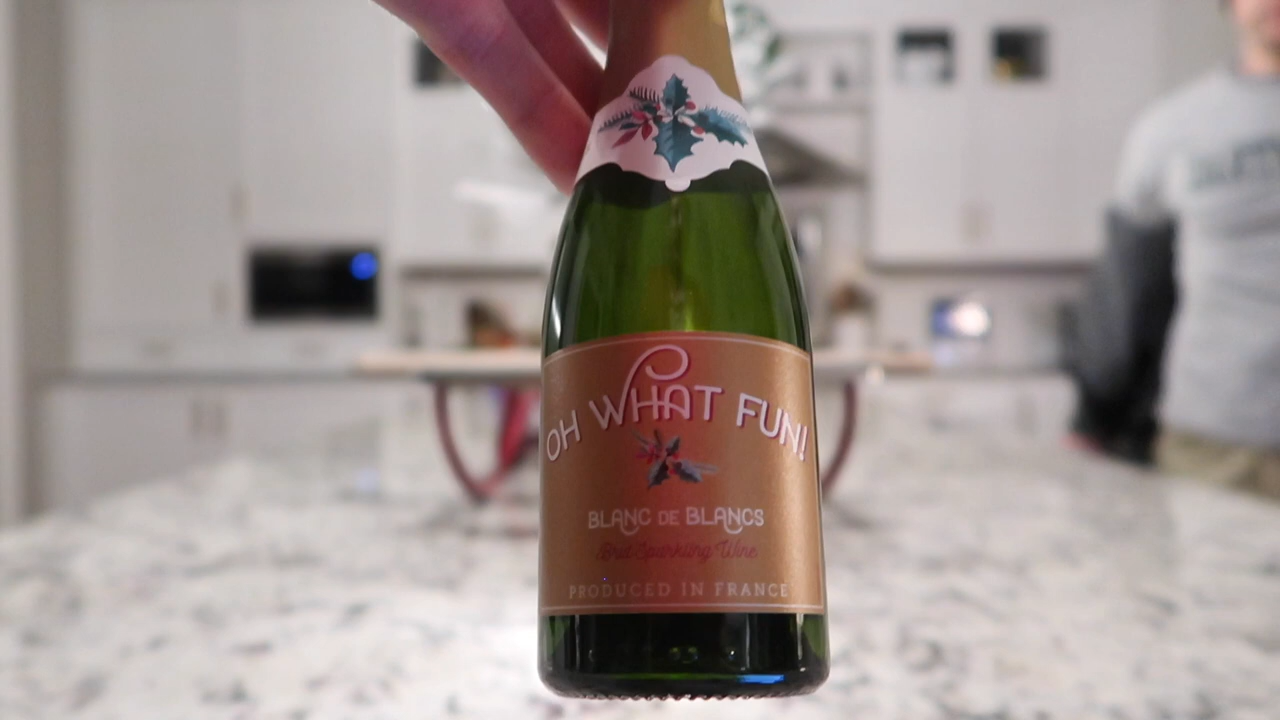 OH WHAT FUN!
BLANC DE BLANCS
Brut Sparkling Wine
PRODUCED IN FRANCE